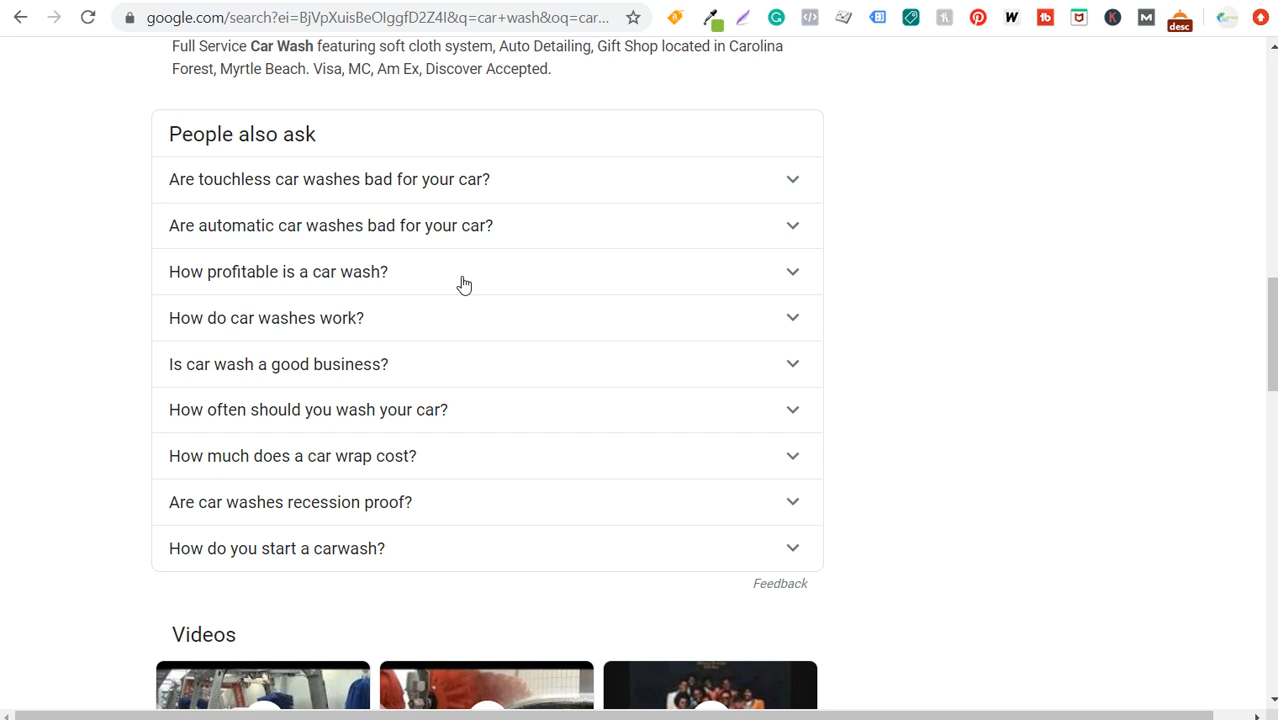 google.com/search?ei=BjVpXuisBeOlggfR2Z4I&q=car+wash&oq=car...
G
W
tb
K
M
desc
Full Service Car Wash featuring soft cloth system, Auto Detailing, Gift Shop located in Carolina
Forest, Myrtle Beach. Visa, MC, Am Ex, Discover Accepted.
People also ask
Are touchless car washes bad for your car?
Are automatic car washes bad for your car?
How profitable is a car wash?
How do car washes work?
Is car wash a good business?
How often should you wash your car?
How much does a car wrap cost?
Are car washes recession proof?
How do you start a carwash?
Feedback
Videos